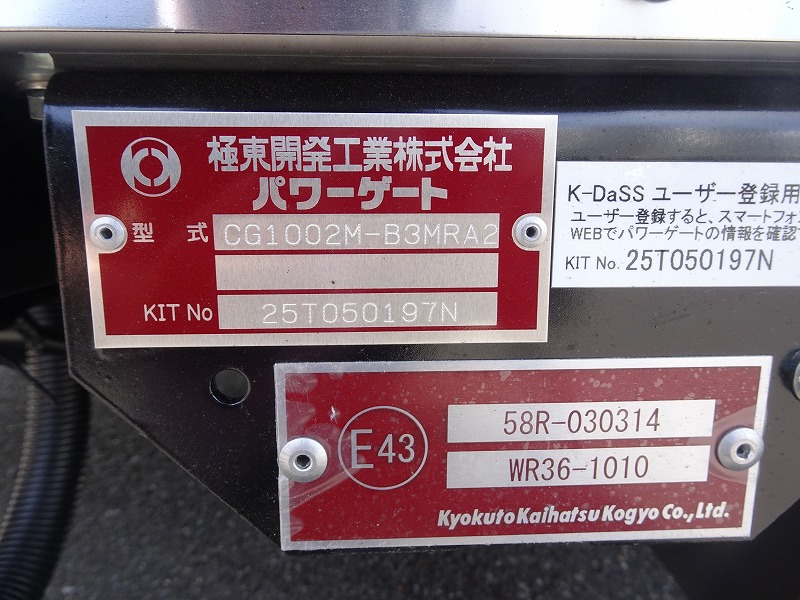 極東開発工業株式会社
パワーゲート
型 式 CG1002M-B3MRA2
KIT No 25T050197N
K-DaSS ユーザー登録用
ユーザー登録すると、スマートフォ
WEBでパワーゲートの情報を確認
KIT No. 25T050197N
E43
58R-030314
WR36-1010
Kyokuto Kaihatsu Kogyo Co., Ltd.